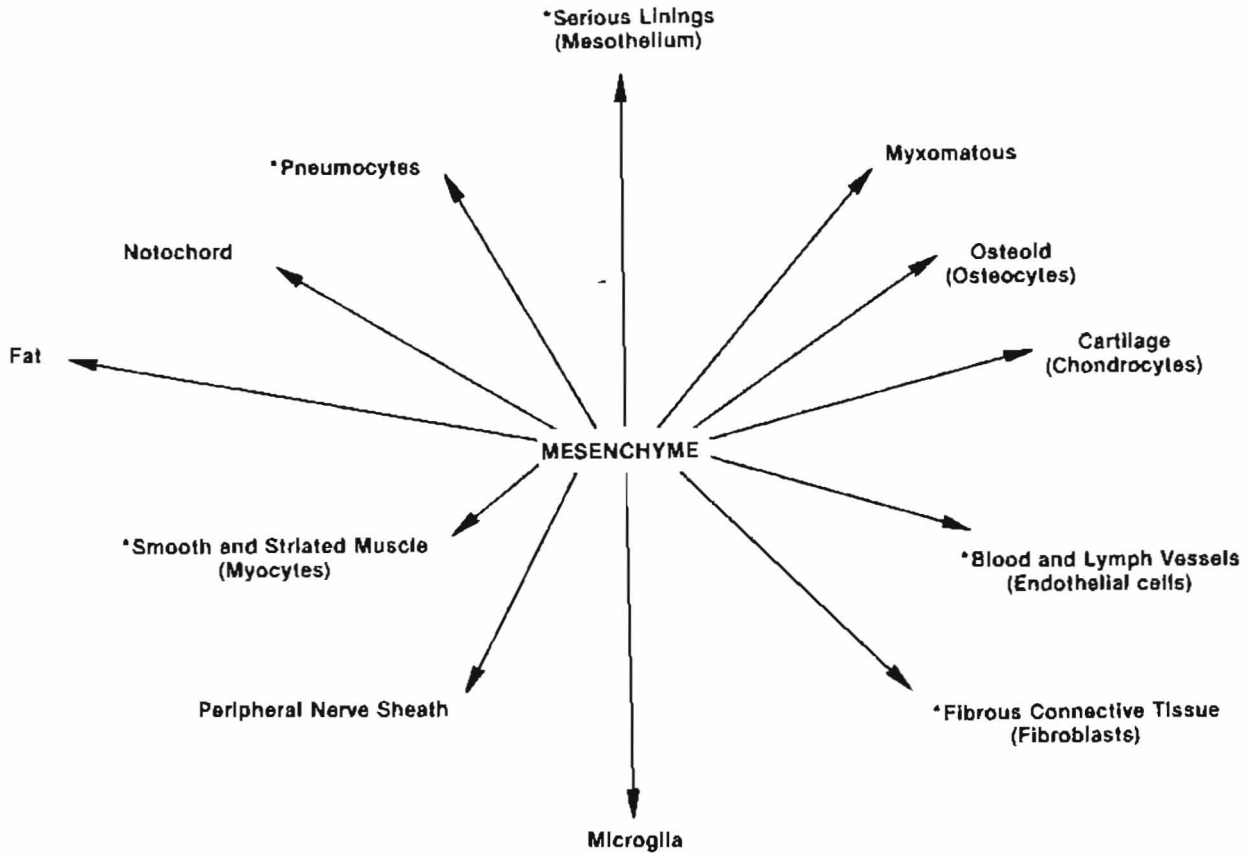 *Serious Linings
(Mesothelium)
*Pneumocytes
Myxomatous
Notochord
Osteoid
(Osteocytes)
Fat
Cartilage
(Chondrocytes)
MESENCHYME
*Smooth and Striated Muscle
(Myocytes)
*Blood and Lymph Vessels
(Endothelial cells)
Peripheral Nerve Sheath
*Fibrous Connective Tissue
(Fibroblasts)
Microglia